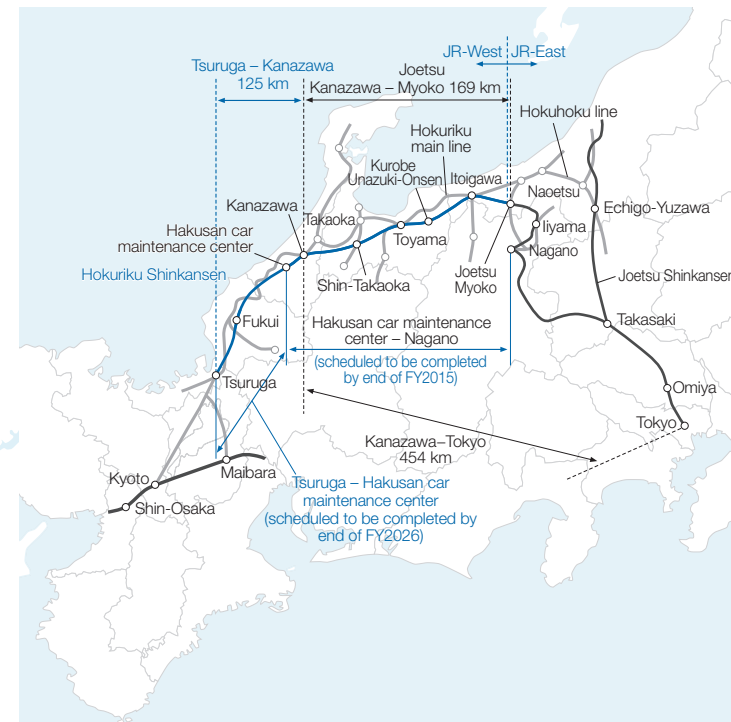 JR-West
JR-East
Tsuruga – Kanazawa
125 km
Joetsu
Kanazawa – Myoko 169 km
Hokuhoku line
Hokuriku
main line
Kurobe
Unazuki-Onsen
Itoigawa
Naoetsu
Kanazawa
Takaoka
Echigo-Yuzawa
Hakusan car
maintenance center
Toyama
Iiyama
Nagano
Hokuriku Shinkansen
Shin-Takaoka
Joetsu
Myoko
Joetsu Shinkansen
Fukui
Hakusan car maintenance
center – Nagano
(scheduled to be completed
by end of FY2015)
Takasaki
Tsuruga
Omiya
Tokyo
Kanazawa–Tokyo
454 km
Kyoto
Maibara
Shin-Osaka
Tsuruga – Hakusan car
maintenance center
(scheduled to be completed by
end of FY2026)